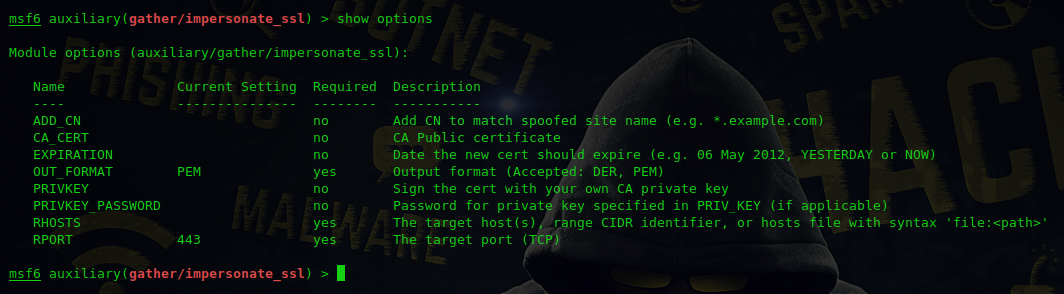 msf6 auxiliary(gather/impersonate_ssl) > show options
Module options (auxiliary/gather/impersonate_ssl):
Name Current Setting Required Description
---- --------------- -------- -----------
ADD_CN no Add CN to match spoofed site name (e.g. *.example.com)
CA_CERT no CA Public certificate
EXPIRATION no Date the new cert should expire (e.g. 06 May 2012, YESTERDAY or NOW)
OUT_FORMAT PEM yes Output format (Accepted: DER, PEM)
PRIVKEY no Sign the cert with your own CA private key
PRIVKEY_PASSWORD no Password for private key specified in PRIV_KEY (if applicable)
RHOSTS yes The target host(s), range CIDR identifier, or hosts file with syntax 'file:<path>'
RPORT 443 yes The target port (TCP)
msf6 auxiliary(gather/impersonate_ssl) >
PHISHING
MALWARE